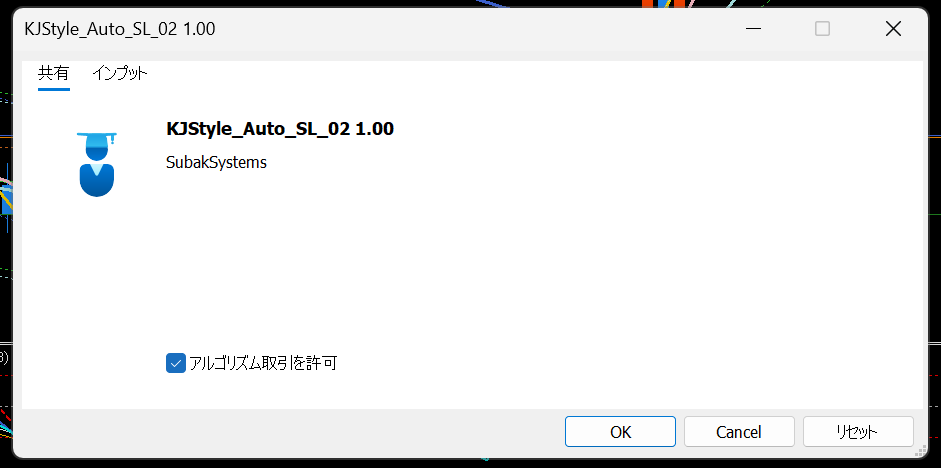 KJStyle_Auto_SL_02 1.00
共有 インプット
KJStyle_Auto_SL_02 1.00
SubakSystems
アルゴリズム取引を許可
3)
OK Cancel リセット